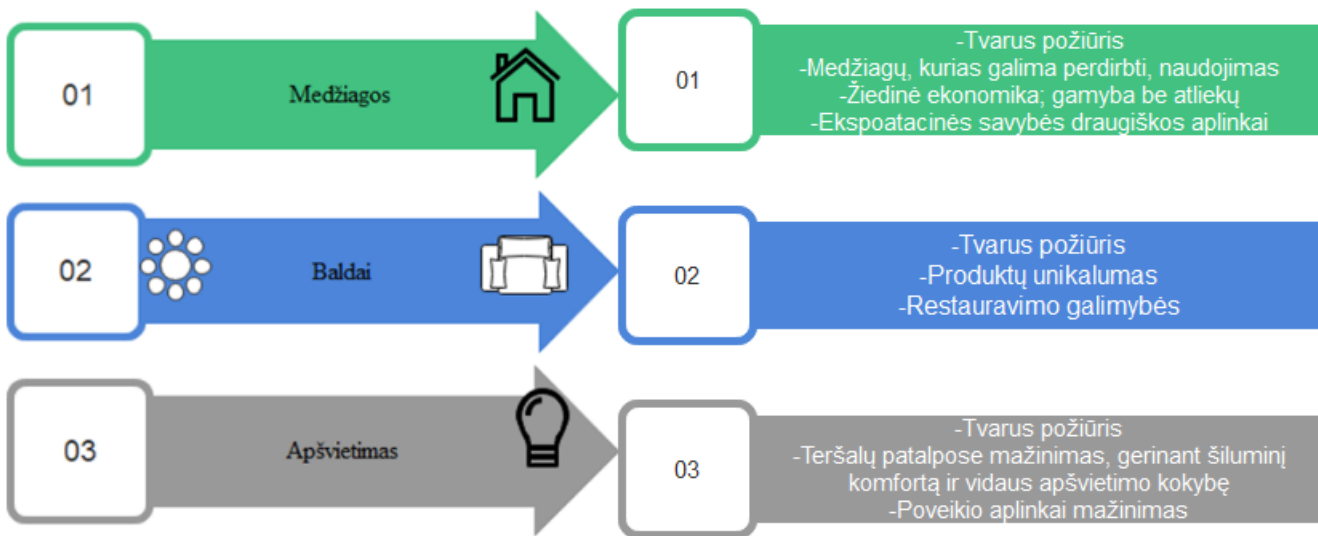 01
Medžiagos
01
-Tvarus požiūris
-Medžiagų, kurias galima perdirbti, naudojimas
-Žiedinė ekonomika; gamyba be atliekų
-Ekspoatacinės savybės draugiškos aplinkai
02
Baldai
02
-Tvarus požiūris
-Produktų unikalumas
-Restauravimo galimybės
03
Apšvietimas
03
-Tvarus požiūris
-Teršalų patalpose mažinimas, gerinant šiluminį
komfortą ir vidaus apšvietimo kokybę
-Poveikio aplinkai mažinimas